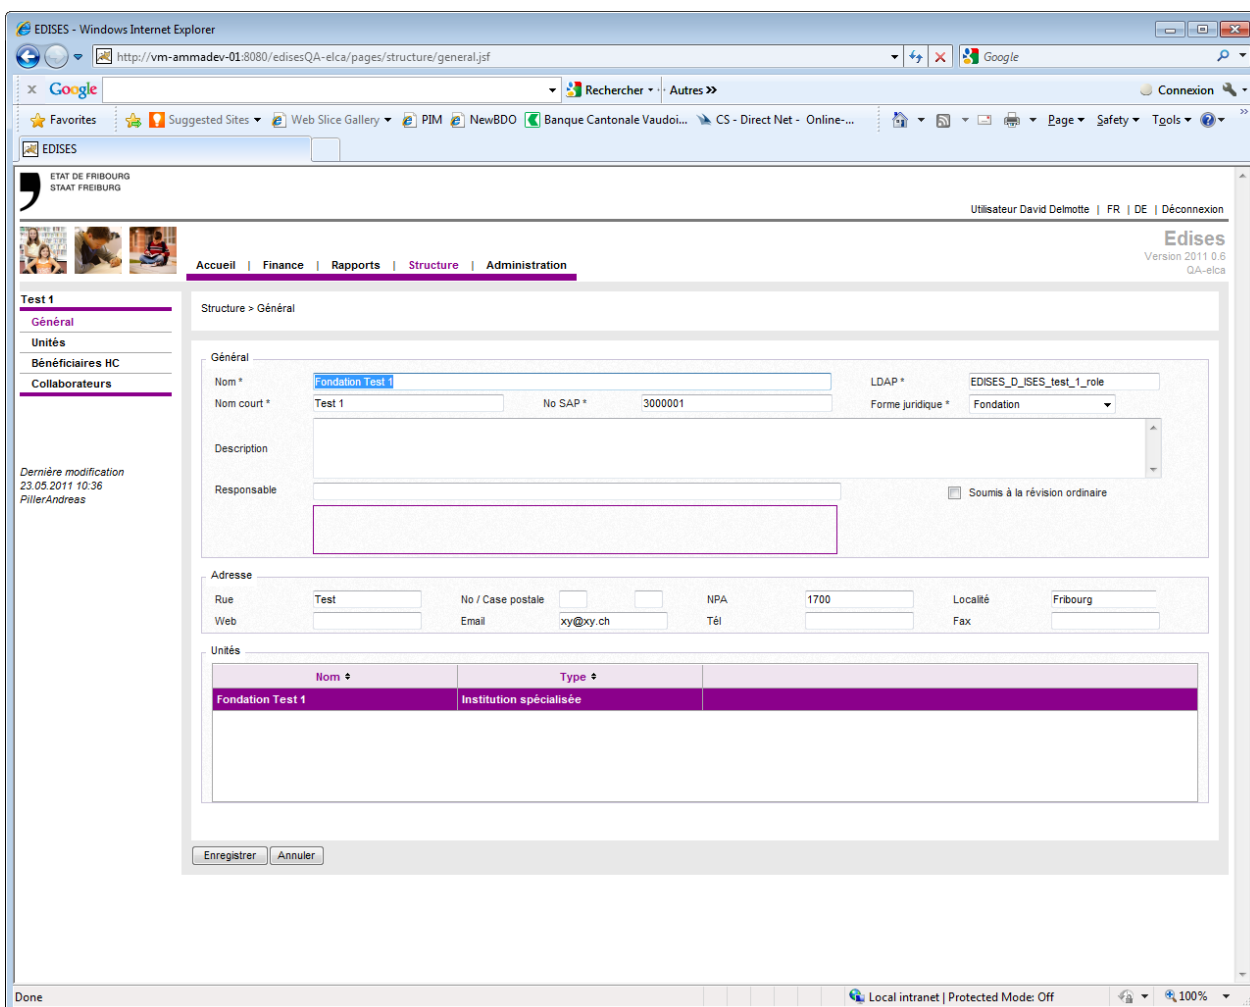 EDISES - Windows Internet Explorer
http://vm-ammadev-01:8080/edisesQA-elca/pages/structure/general.jsf
Google
x Google Rechercher Autres >> Connexion
Favorites Suggested Sites Web Slice Gallery PIM NewBDO Banque Cantonale Vaudoi... CS - Direct Net - Online-... Page Safety Tools
EDISES
ETAT DE FRIBOURG
STAAT FREIBURG
Utilisateur David Delmotte | FR | DE | Déconnexion
Edises
Version 2011 0.6
QA-elca
Accueil | Finance | Rapports | Structure | Administration
Test 1
Général
Unités
Bénéficiaires HC
Collaborateurs
Dernière modification
23.05.2011 10:36
PillerAndreas
Structure > Général
Général
Nom * Fondation Test 1 LDAP * EDISES_D_ISES_test_1_role
Nom court * Test 1 No SAP * 3000001 Forme juridique * Fondation
Description
Responsable Soumis à la révision ordinaire
Adresse
Rue Test No / Case postale NPA 1700 Localité Fribourg
Web Email xy@xy.ch Tél Fax
Unités
Nom Type
Fondation Test 1 Institution spécialisée
Enregistrer Annuler
Done Local intranet | Protected Mode: Off 100%